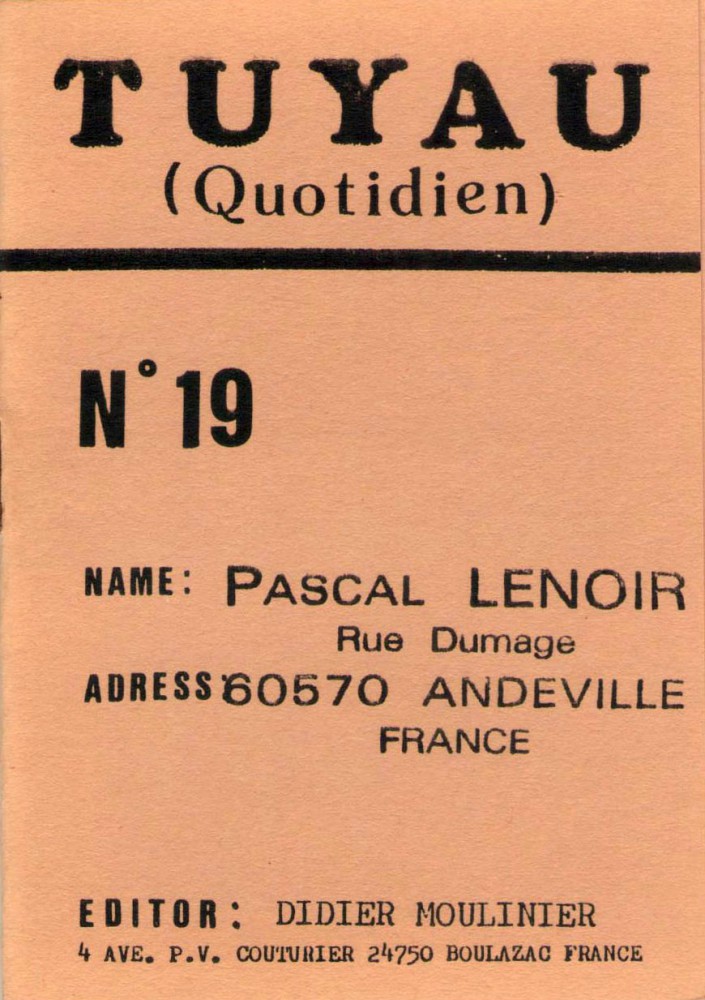 TUYAU
(Quotidien)
N° 19
NAME: PASCAL LENOIR
Rue Dumage
ADRESS: 60570 ANDEVILLE
FRANCE
EDITOR: DIDIER MOULINIER
4 AVE. P.V. COUTURIER 24750 BOULAZAC FRANCE